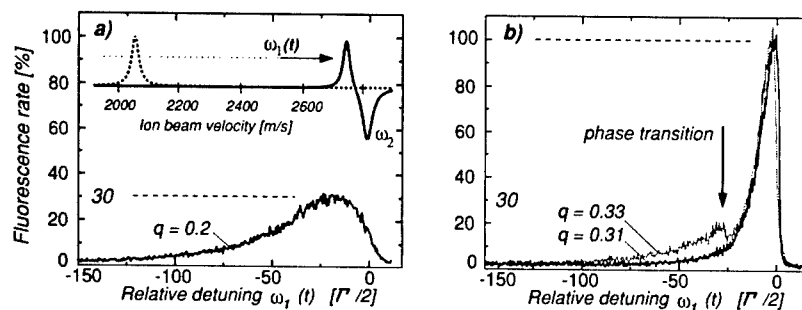 a)
ω₁(t)
ω₂
2000 2200 2400 2600
Ion beam velocity [m/s]
Fluorescence rate [%]
100
80
60
40
30
20
0
q = 0.2
-150 -100 -50 0
Relative detuning ω₁ (t) [Γ /2]
b)
100
80
60
40
30
20
0
phase transition
q = 0.33
q = 0.31
-150 -100 -50 0
Relative detuning ω₁ (t) [Γ /2]